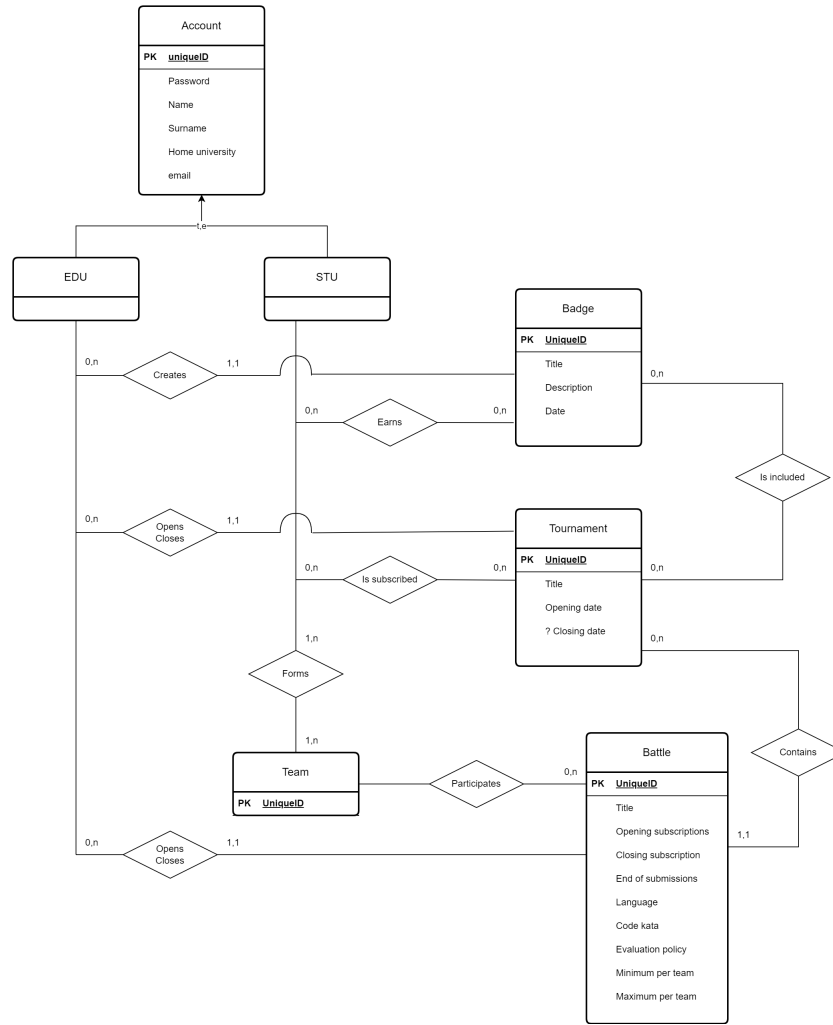 Account
PK uniqueID
Password
Name
Surname
Home university
email
t,e
EDU
STU
Badge
PK UniqueID
Title
Description
Date
0,n
Creates
1,1
0,n
Earns
0,n
0,n
Is included
0,n
Opens
Closes
1,1
Tournament
PK UniqueID
Title
Opening date
? Closing date
0,n
Is subscribed
0,n
0,n
0,n
1,n
Forms
1,n
Team
PK UniqueID
Participates
0,n
Battle
PK UniqueID
Title
Opening subscriptions
Closing subscription
End of submissions
Language
Code kata
Evaluation policy
Minimum per team
Maximum per team
Contains
1,1
0,n
Opens
Closes
1,1